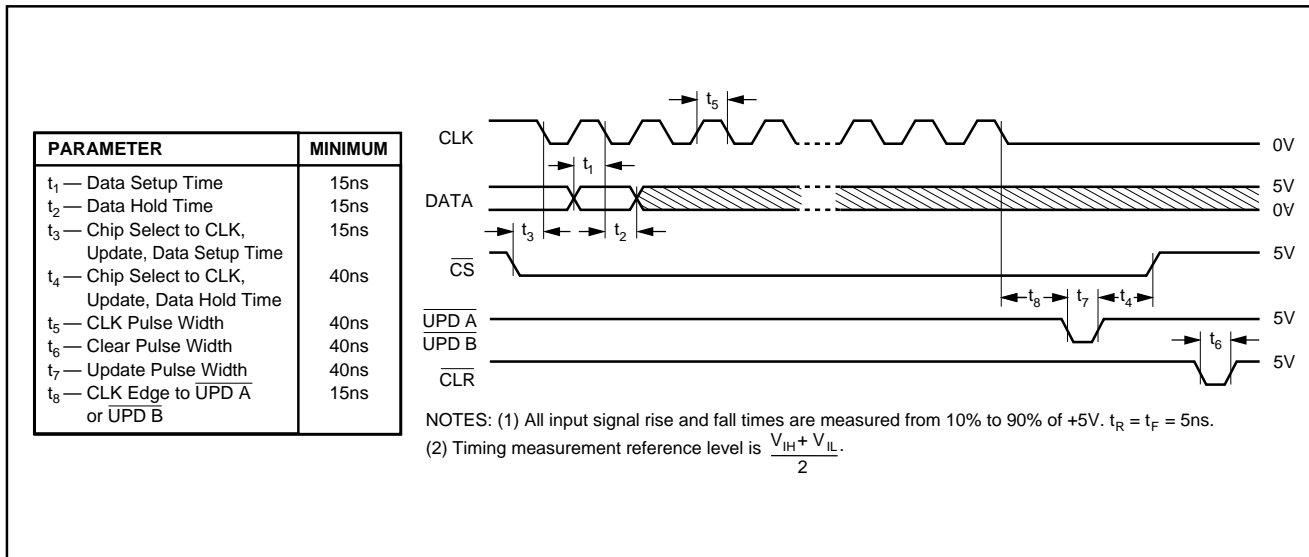 PARAMETER MINIMUM
t1 — Data Setup Time 15ns
t2 — Data Hold Time 15ns
t3 — Chip Select to CLK, 15ns
Update, Data Setup Time
t4 — Chip Select to CLK, 40ns
Update, Data Hold Time
t5 — CLK Pulse Width 40ns
t6 — Clear Pulse Width 40ns
t7 — Update Pulse Width 40ns
t8 — CLK Edge to UPD A 15ns
or UPD B
t5
CLK
0V
t1
DATA
5V
0V
t3
t2
CS
5V
t8
t7
t4
UPD A
UPD B
5V
t6
CLR
5V
NOTES: (1) All input signal rise and fall times are measured from 10% to 90% of +5V. tR = tF = 5ns.
(2) Timing measurement reference level is VIH + VIL / 2.